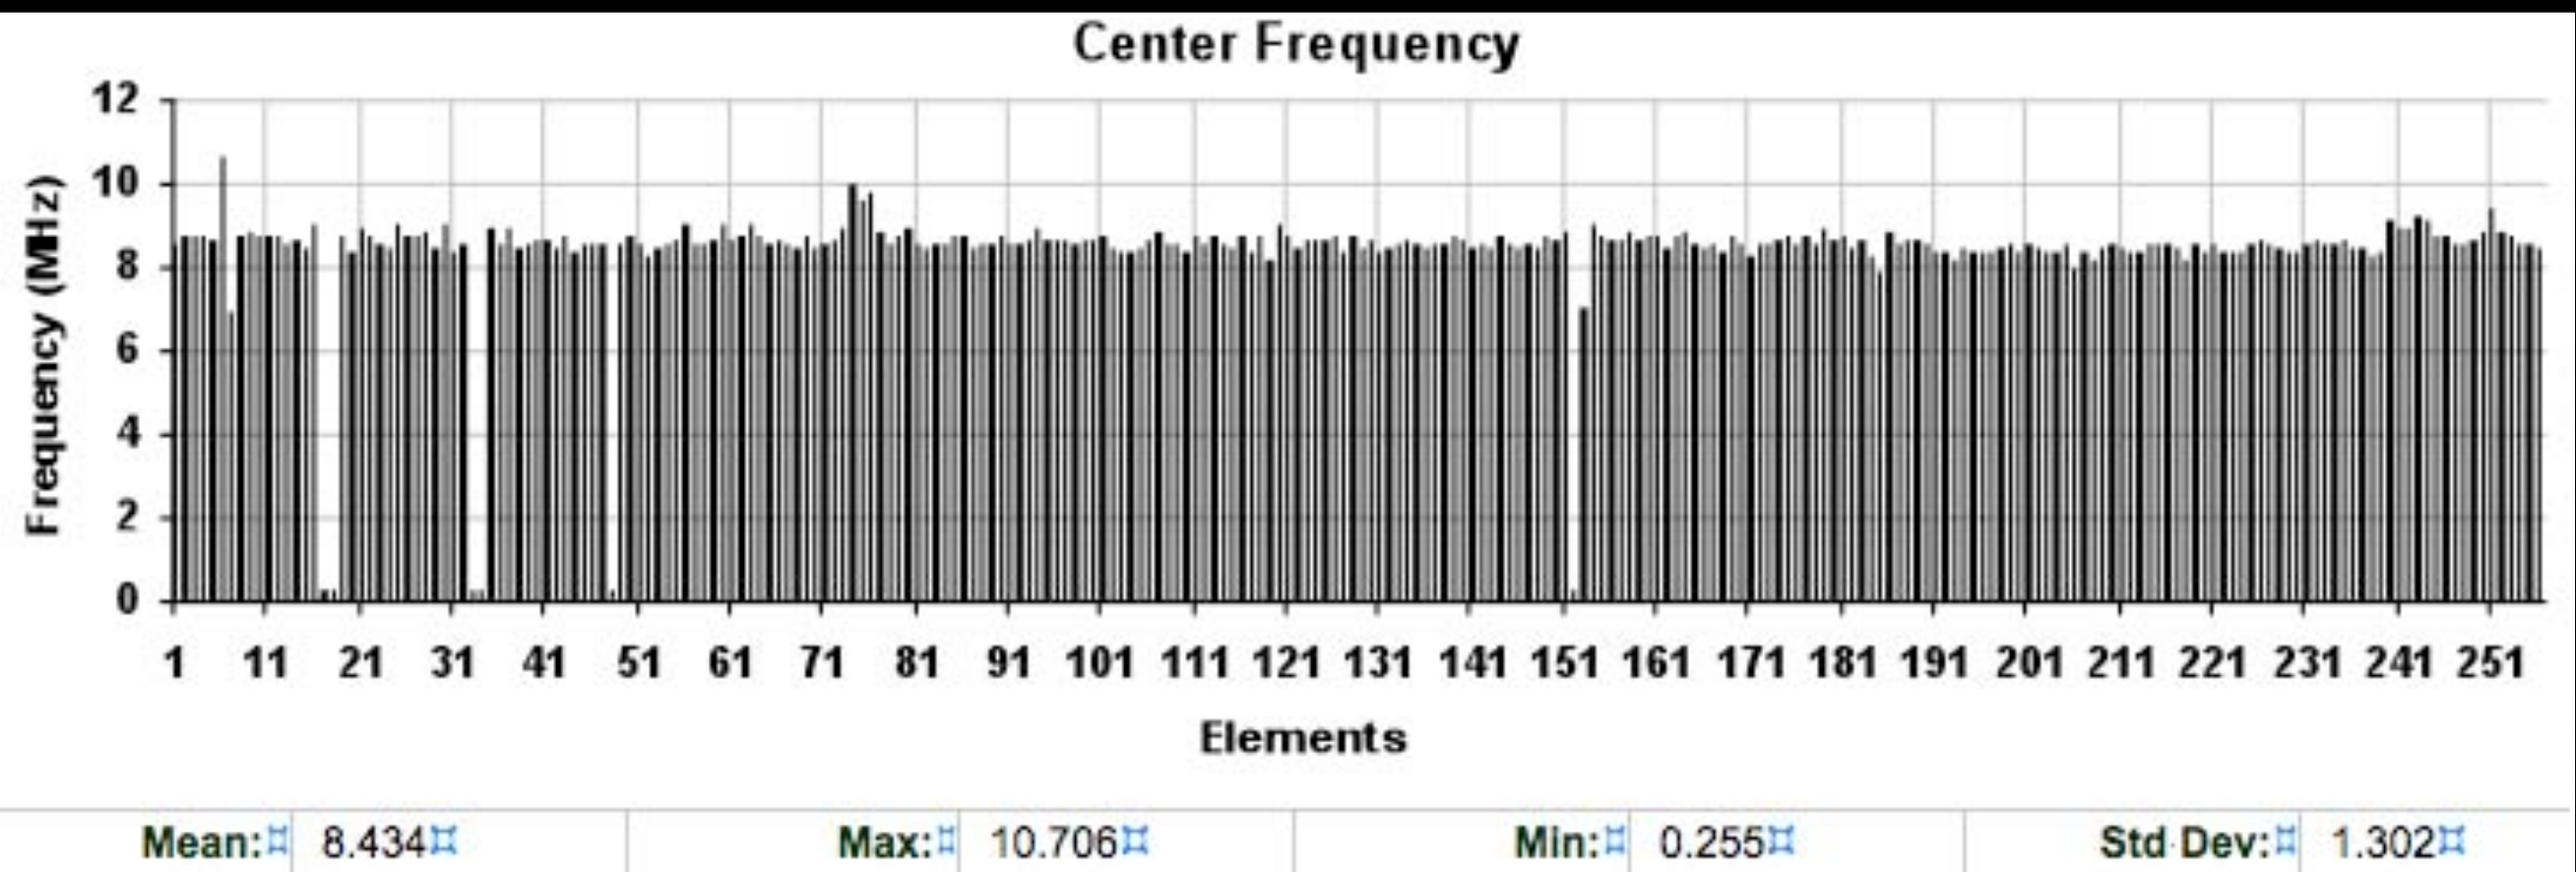 Center Frequency
12
10
8
6
4
2
0
Frequency (MHz)
1 11 21 31 41 51 61 71 81 91 101 111 121 131 141 151 161 171 181 191 201 211 221 231 241 251
Elements
Mean:¤ 8.434¤ Max:¤ 10.706¤ Min:¤ 0.255¤ Std·Dev:¤ 1.302¤